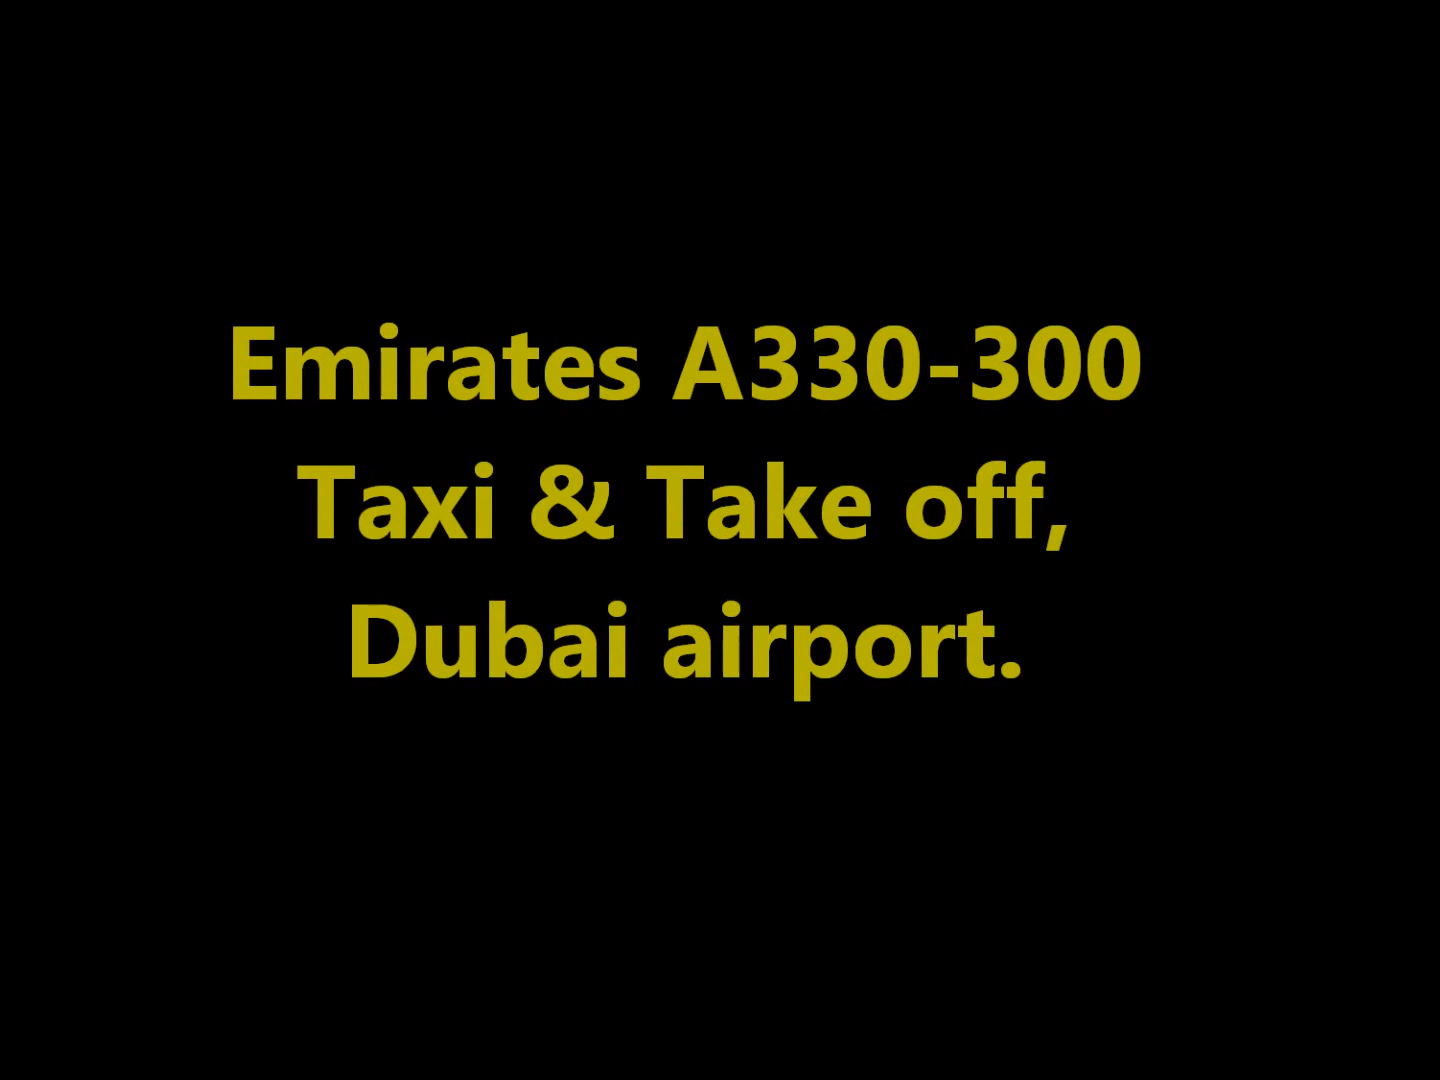 Emirates A330-300
Taxi & Take off,
Dubai airport.